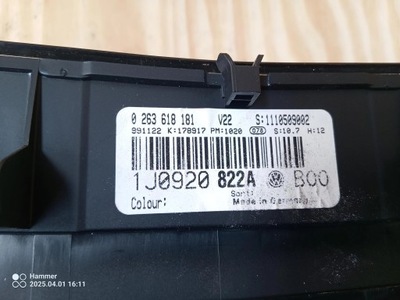 0 263 618 181 V22 S:1110509002
991122 K:178917 PM:1020 078 S:10.7 H:12
1J0920 822A B00
Colour:
Made in Germany
Hammer
2025.04.01 16:11